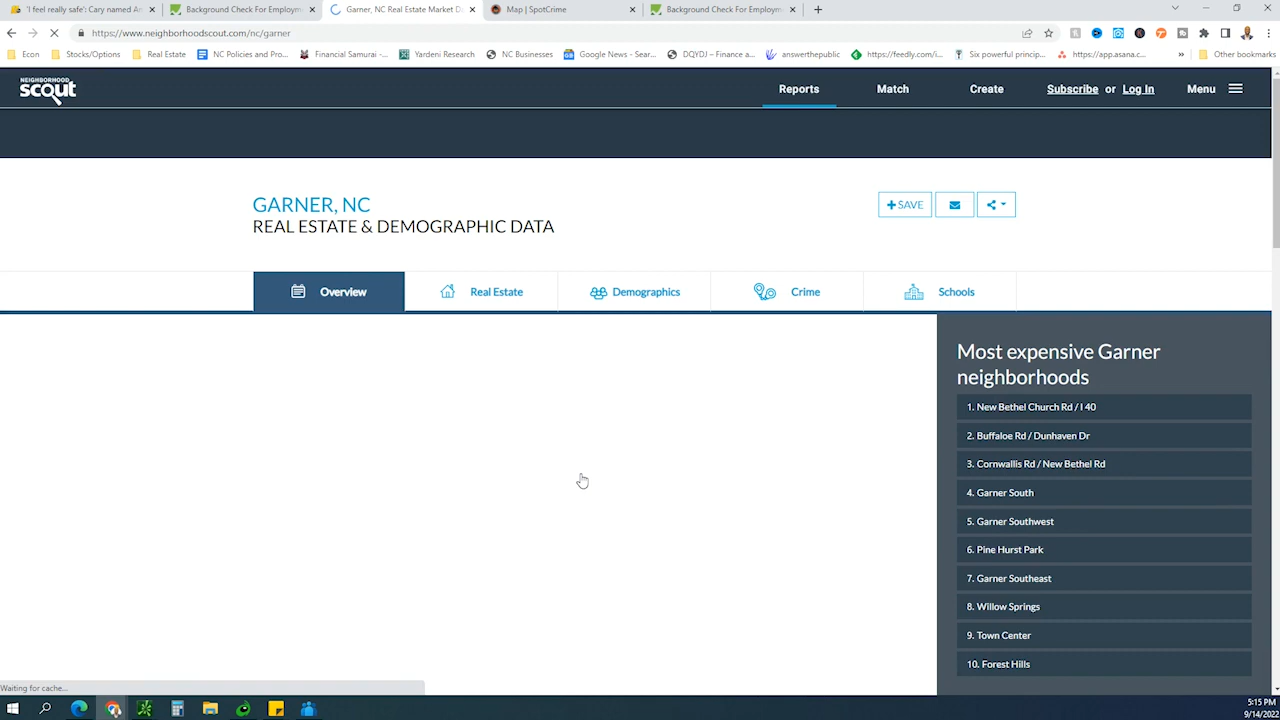 'I feel really safe': Cary named Am
Background Check For Employm
Garner, NC Real Estate Market D
Map | SpotCrime
Background Check For Employm
https://www.neighborhoodscout.com/nc/garner
Econ
Stocks/Options
Real Estate
NC Policies and Pro...
Financial Samurai –...
Yardeni Research
NC Businesses
Google News - Sear...
DQYDJ – Finance a...
answerthepublic
https://feedly.com/i...
Six powerful princip...
https://app.asana.c...
Other bookmarks
NEIGHBORHOOD
scout
Reports
Match
Create
Subscribe or Log In
Menu
GARNER, NC
REAL ESTATE & DEMOGRAPHIC DATA
+ SAVE
Overview
Real Estate
Demographics
Crime
Schools
Most expensive Garner
neighborhoods
1. New Bethel Church Rd / I 40
2. Buffaloe Rd / Dunhaven Dr
3. Cornwallis Rd / New Bethel Rd
4. Garner South
5. Garner Southwest
6. Pine Hurst Park
7. Garner Southeast
8. Willow Springs
9. Town Center
10. Forest Hills
Waiting for cache...
5:15 PM
9/14/2022